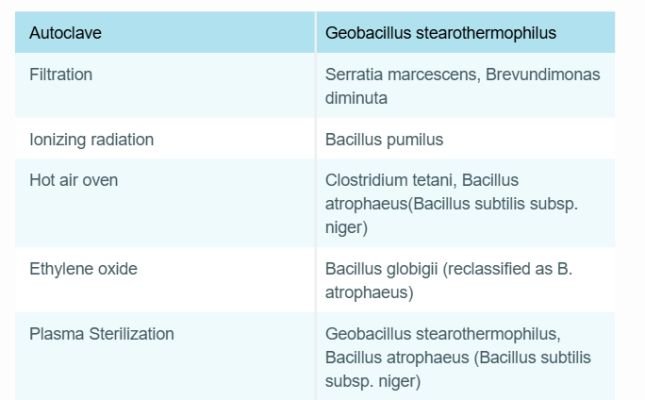 Autoclave
Geobacillus stearothermophilus
Filtration
Serratia marcescens, Brevundimonas
diminuta
Ionizing radiation
Bacillus pumilus
Hot air oven
Clostridium tetani, Bacillus
atrophaeus(Bacillus subtilis subsp.
niger)
Ethylene oxide
Bacillus globigii (reclassified as B.
atrophaeus)
Plasma Sterilization
Geobacillus stearothermophilus,
Bacillus atrophaeus (Bacillus subtilis
subsp. niger)